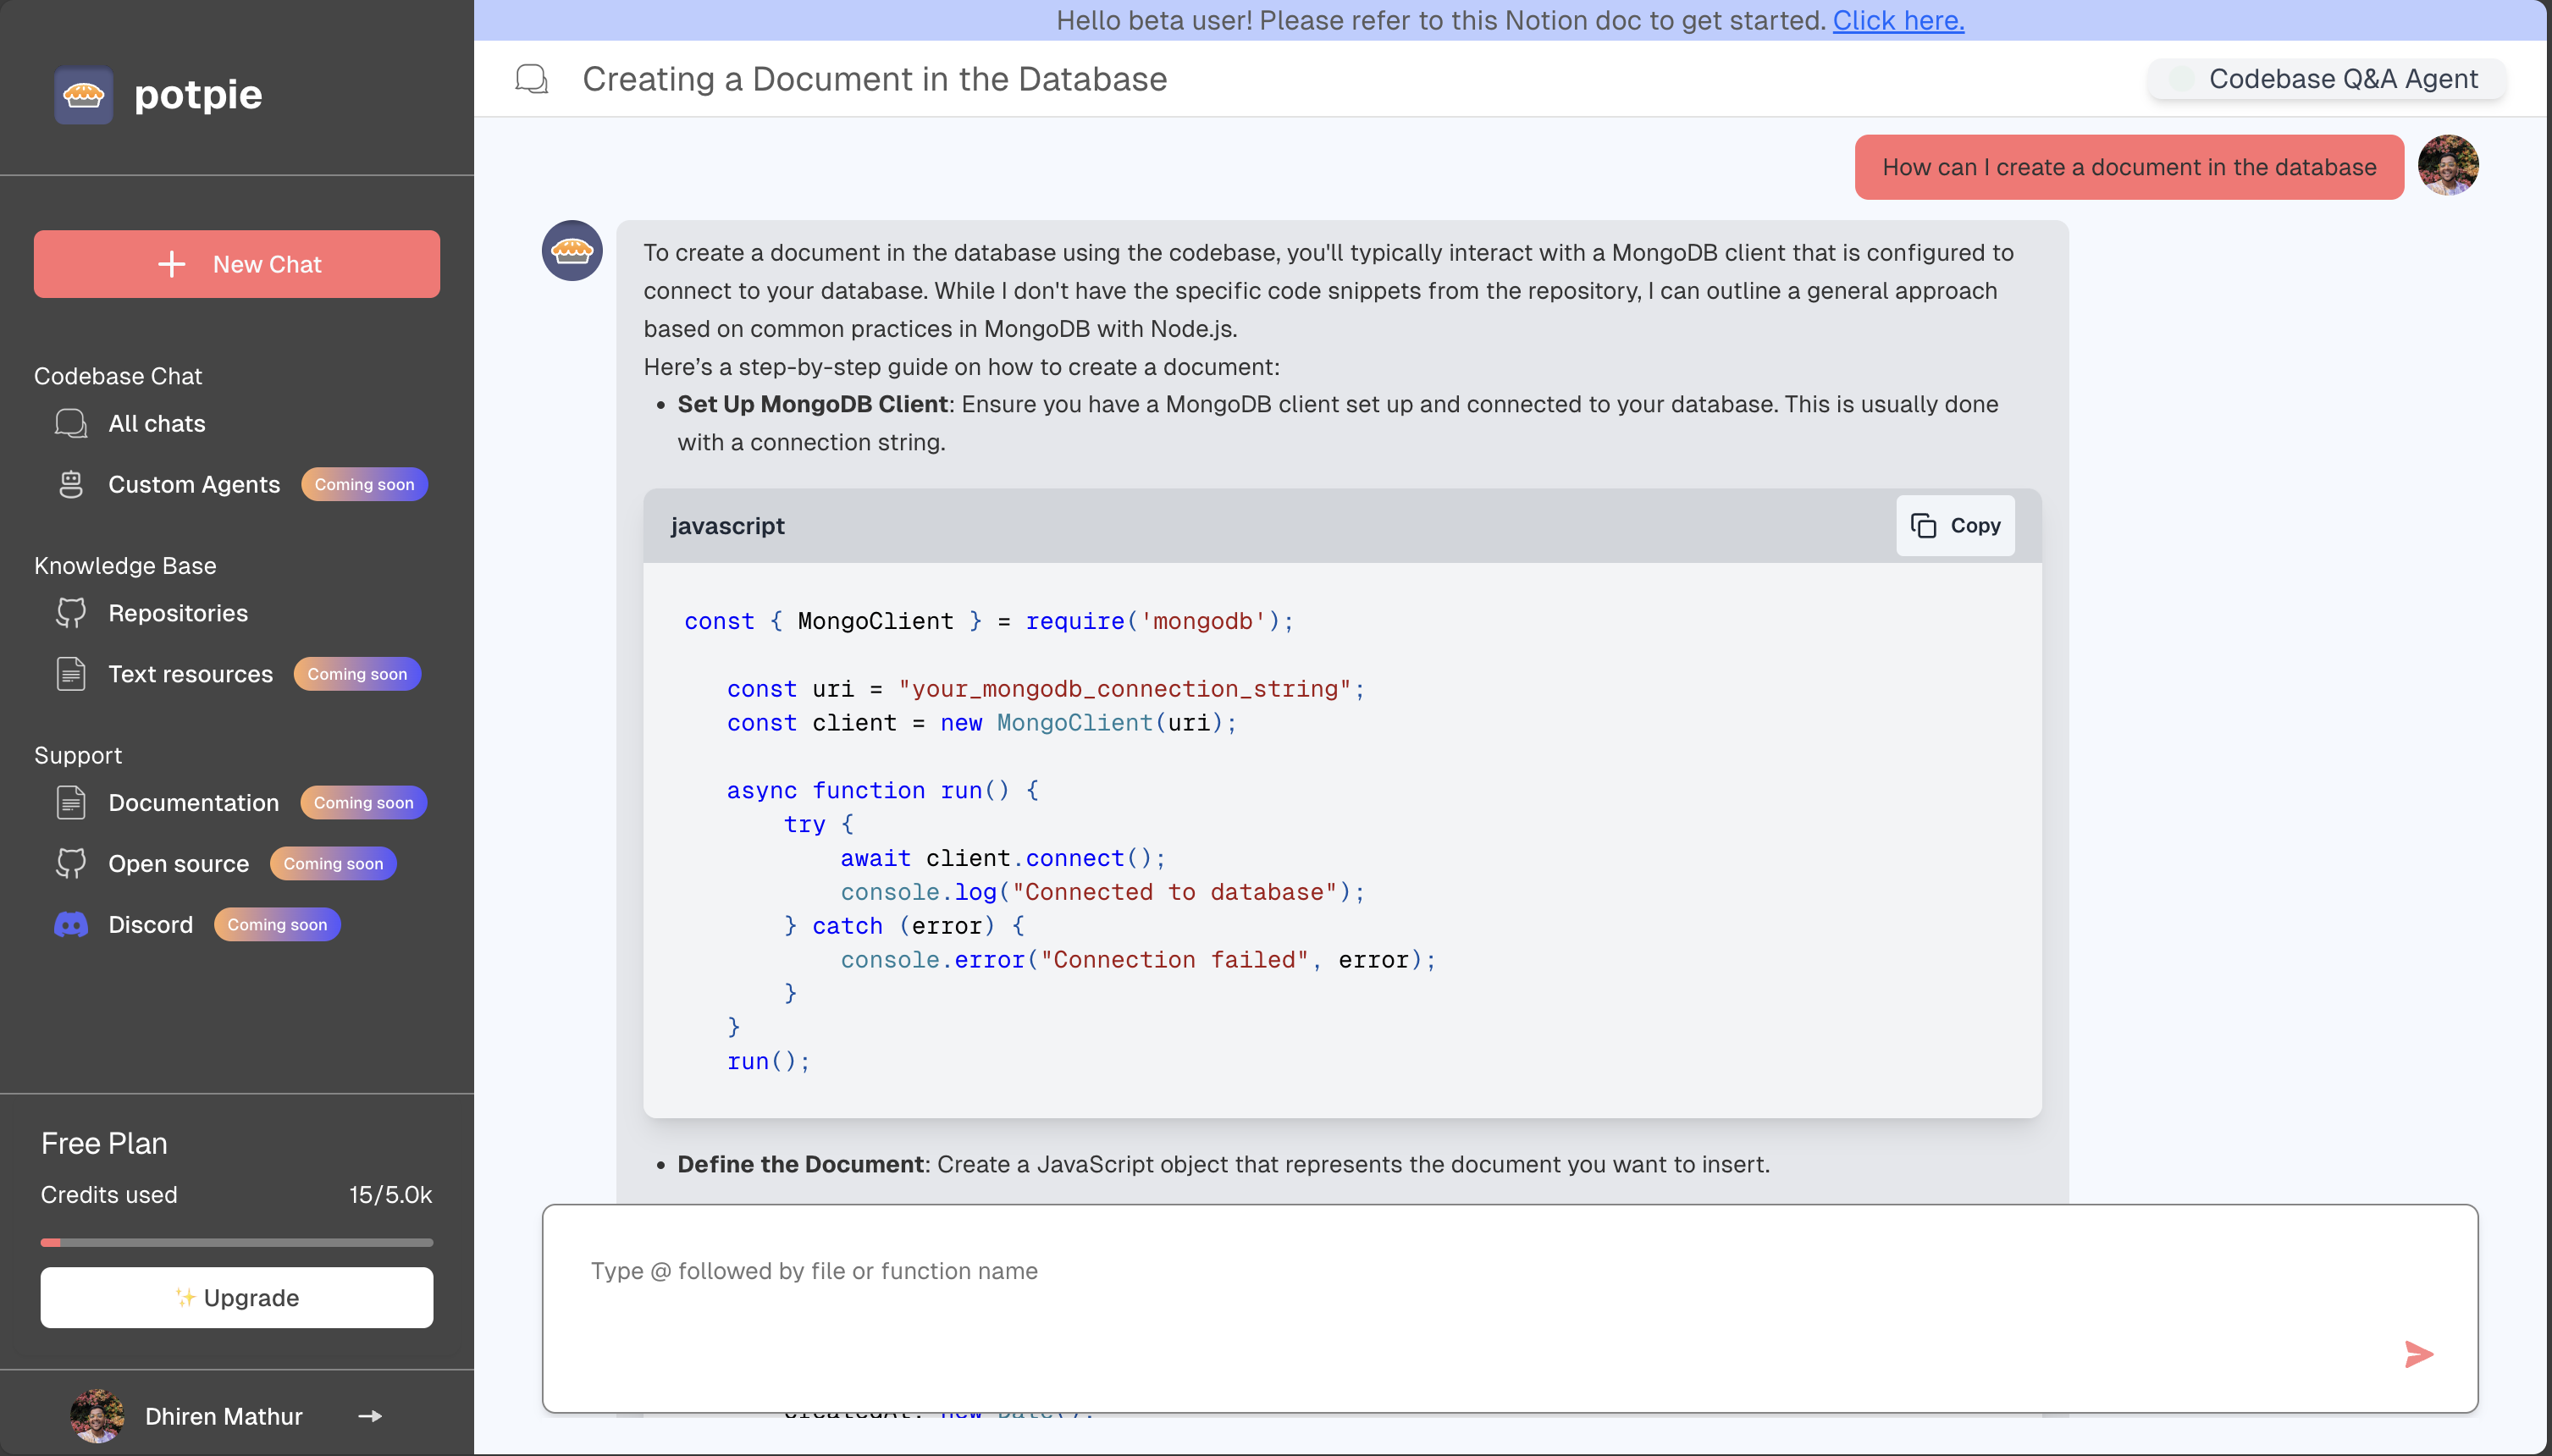 potpie
New Chat
Codebase Chat
All chats
Custom Agents Coming soon
Knowledge Base
Repositories
Text resources Coming soon
Support
Documentation Coming soon
Open source Coming soon
Discord Coming soon
Free Plan
Credits used 15/5.0k
✨ Upgrade
Dhiren Mathur
Hello beta user! Please refer to this Notion doc to get started. Click here.
Creating a Document in the Database
Codebase Q&A Agent
How can I create a document in the database
To create a document in the database using the codebase, you'll typically interact with a MongoDB client that is configured to
connect to your database. While I don't have the specific code snippets from the repository, I can outline a general approach
based on common practices in MongoDB with Node.js.
Here’s a step-by-step guide on how to create a document:
• Set Up MongoDB Client: Ensure you have a MongoDB client set up and connected to your database. This is usually done
with a connection string.
javascript
Copy
const { MongoClient } = require('mongodb');
const uri = "your_mongodb_connection_string";
const client = new MongoClient(uri);
async function run() {
try {
await client.connect();
console.log("Connected to database");
} catch (error) {
console.error("Connection failed", error);
}
}
run();
• Define the Document: Create a JavaScript object that represents the document you want to insert.
Type @ followed by file or function name